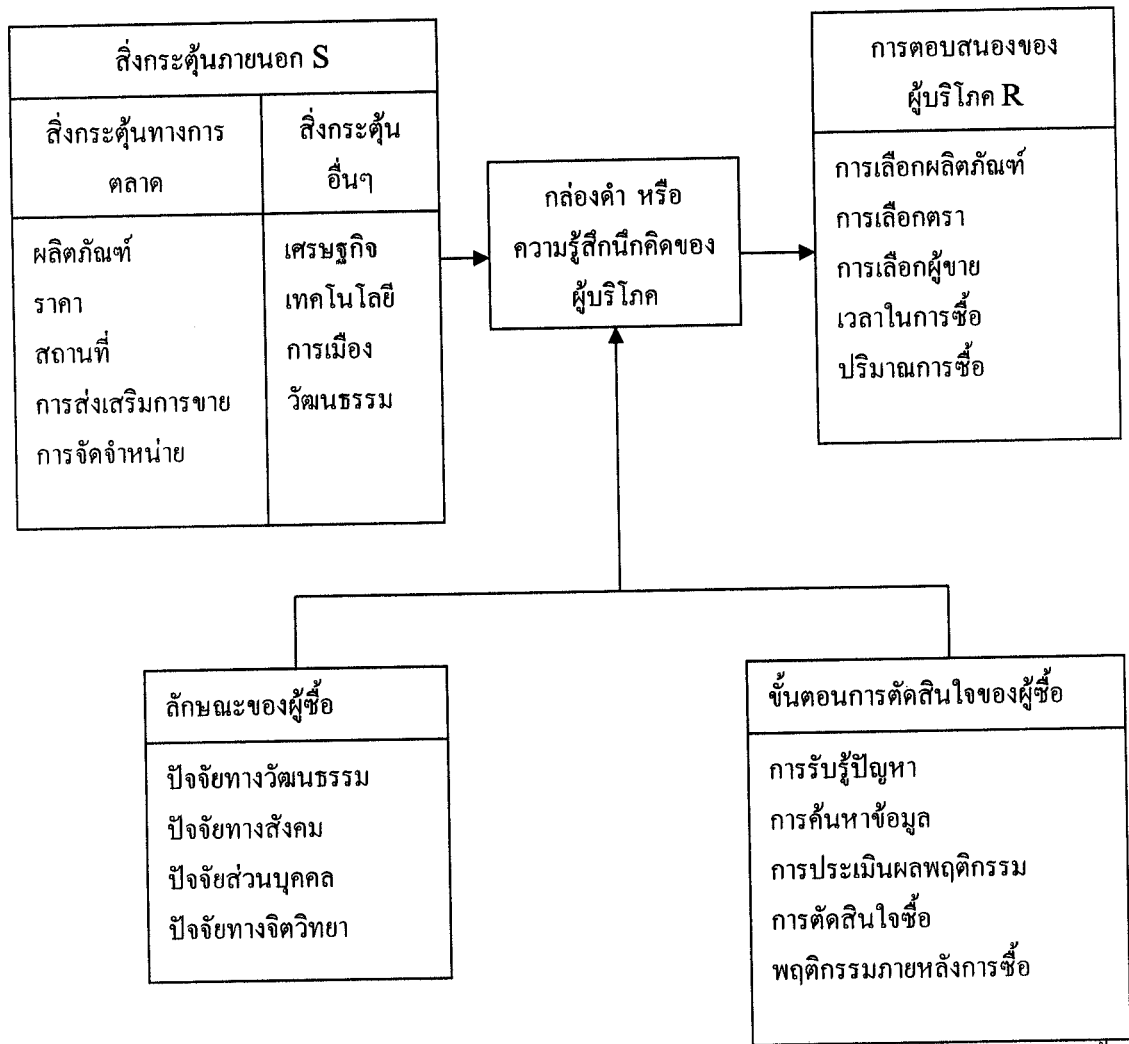 สิ่งกระตุ้นภายนอก S
สิ่งกระตุ้นทางการ
ตลาด
สิ่งกระตุ้น
อื่นๆ
ผลิตภัณฑ์
ราคา
สถานที่
การส่งเสริมการขาย
การจัดจำหน่าย
เศรษฐกิจ
เทคโนโลยี
การเมือง
วัฒนธรรม
กล่องดำ หรือ
ความรู้สึกนึกคิดของ
ผู้บริโภค
การตอบสนองของ
ผู้บริโภค R
การเลือกผลิตภัณฑ์
การเลือกตรา
การเลือกผู้ขาย
เวลาในการซื้อ
ปริมาณการซื้อ
ลักษณะของผู้ซื้อ
ปัจจัยทางวัฒนธรรม
ปัจจัยทางสังคม
ปัจจัยส่วนบุคคล
ปัจจัยทางจิตวิทยา
ขั้นตอนการตัดสินใจของผู้ซื้อ
การรับรู้ปัญหา
การค้นหาข้อมูล
การประเมินผลพฤติกรรม
การตัดสินใจซื้อ
พฤติกรรมภายหลังการซื้อ